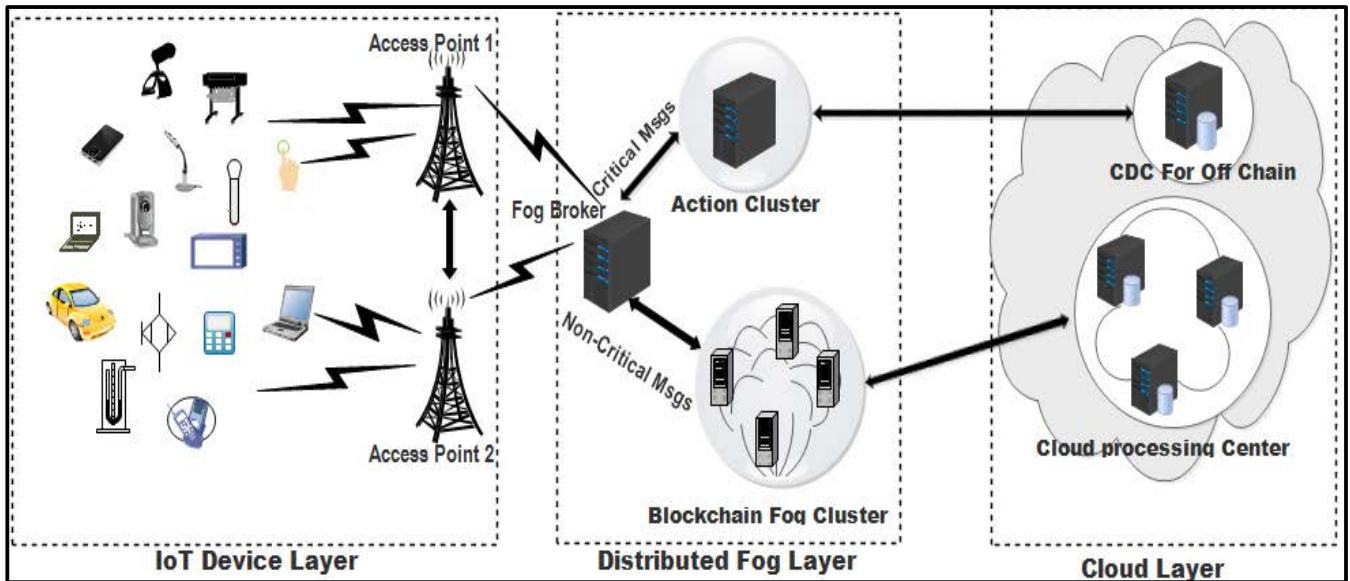 Access Point 1
Access Point 2
IoT Device Layer
Fog Broker
Critical Msgs
Non-Critical Msgs
Action Cluster
Blockchain Fog Cluster
Distributed Fog Layer
CDC For Off Chain
Cloud processing Center
Cloud Layer